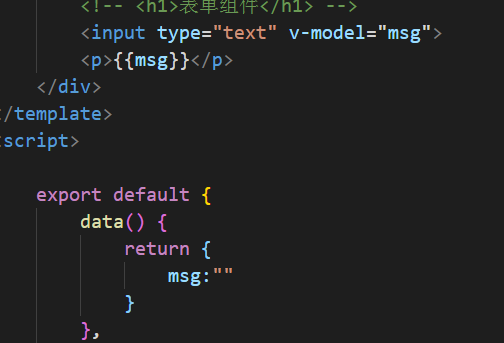 <!-- <h1>表单组件</h1> -->
<input type="text" v-model="msg">
<p>{{msg}}</p>
</div>
/template>
script>
export default {
data() {
return {
msg:""
}
},